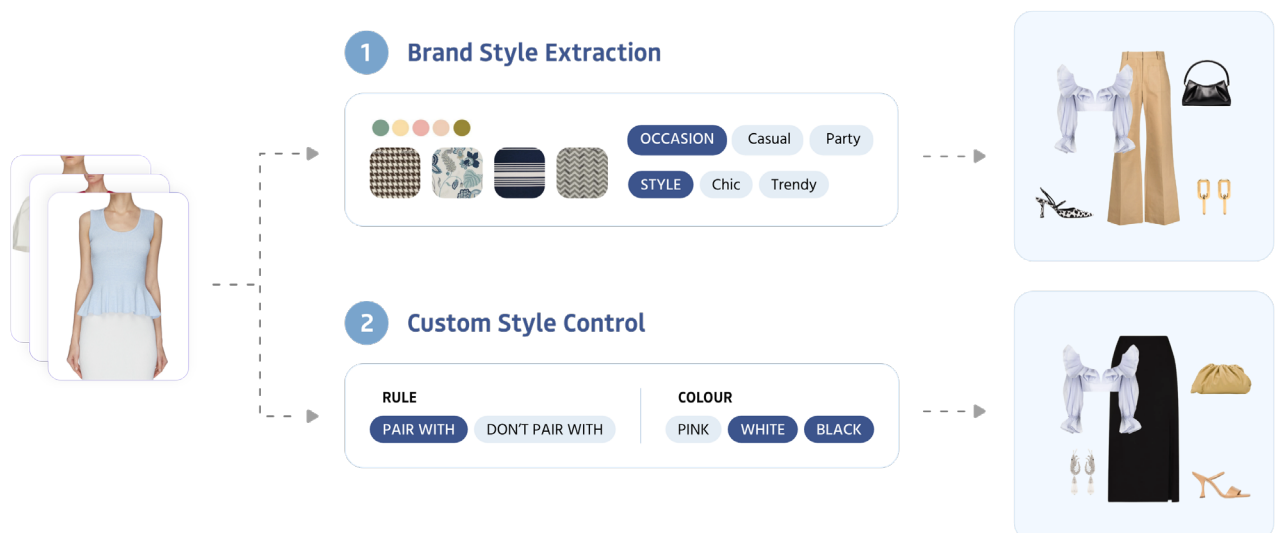 1 Brand Style Extraction
OCCASION Casual Party
STYLE Chic Trendy
2 Custom Style Control
RULE
PAIR WITH DON'T PAIR WITH
COLOUR
PINK WHITE BLACK